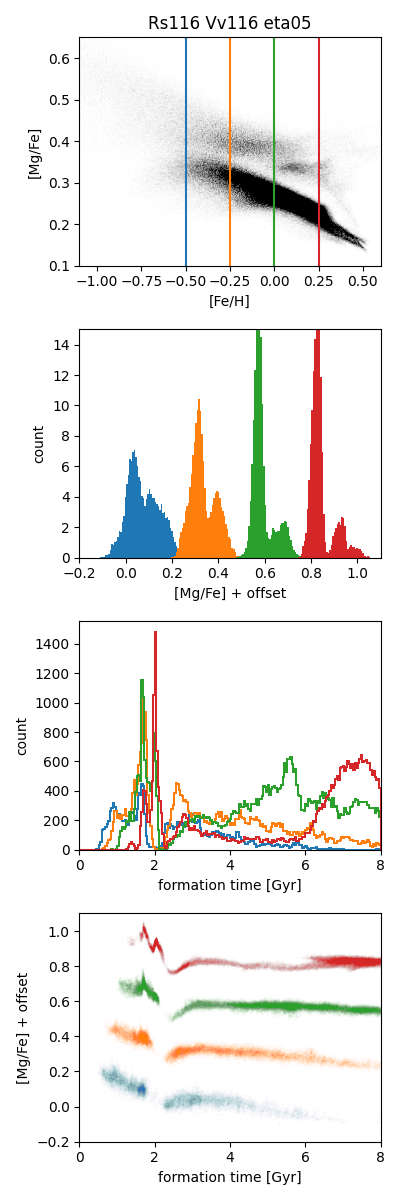 Rs116 Vv116 eta05
0.6
0.5
0.4
0.3
0.2
0.1
[Mg/Fe]
−1.00 −0.75 −0.50 −0.25 0.00 0.25 0.50
[Fe/H]
14
12
10
8
6
4
2
0
count
−0.2 0.0 0.2 0.4 0.6 0.8 1.0
[Mg/Fe] + offset
1400
1200
1000
800
600
400
200
0
count
0 2 4 6 8
formation time [Gyr]
1.0
0.8
0.6
0.4
0.2
0.0
−0.2
[Mg/Fe] + offset
0 2 4 6 8
formation time [Gyr]